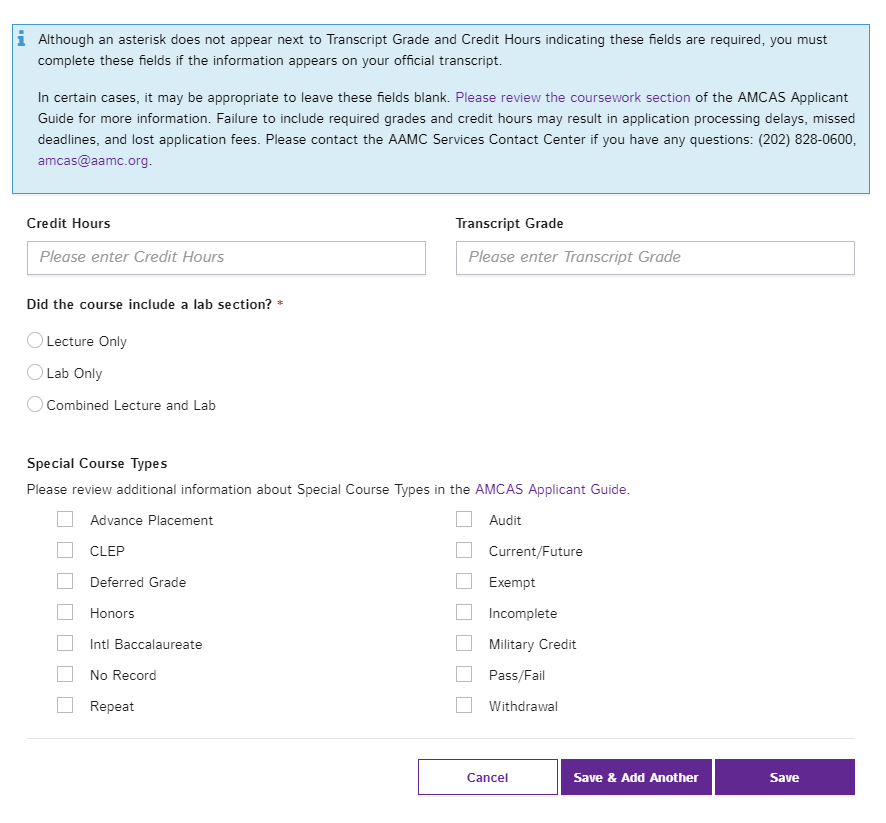 Although an asterisk does not appear next to Transcript Grade and Credit Hours indicating these fields are required, you must
complete these fields if the information appears on your official transcript.
In certain cases, it may be appropriate to leave these fields blank. Please review the coursework section of the AMCAS Applicant
Guide for more information. Failure to include required grades and credit hours may result in application processing delays, missed
deadlines, and lost application fees. Please contact the AAMC Services Contact Center if you have any questions: (202) 828-0600,
amcas@aamc.org.
Credit Hours
Transcript Grade
Please enter Credit Hours
Please enter Transcript Grade
Did the course include a lab section? *
Lecture Only
Lab Only
Combined Lecture and Lab
Special Course Types
Please review additional information about Special Course Types in the AMCAS Applicant Guide.
Advance Placement
Audit
CLEP
Current/Future
Deferred Grade
Exempt
Honors
Incomplete
Intl Baccalaureate
Military Credit
No Record
Pass/Fail
Repeat
Withdrawal
Cancel
Save & Add Another
Save